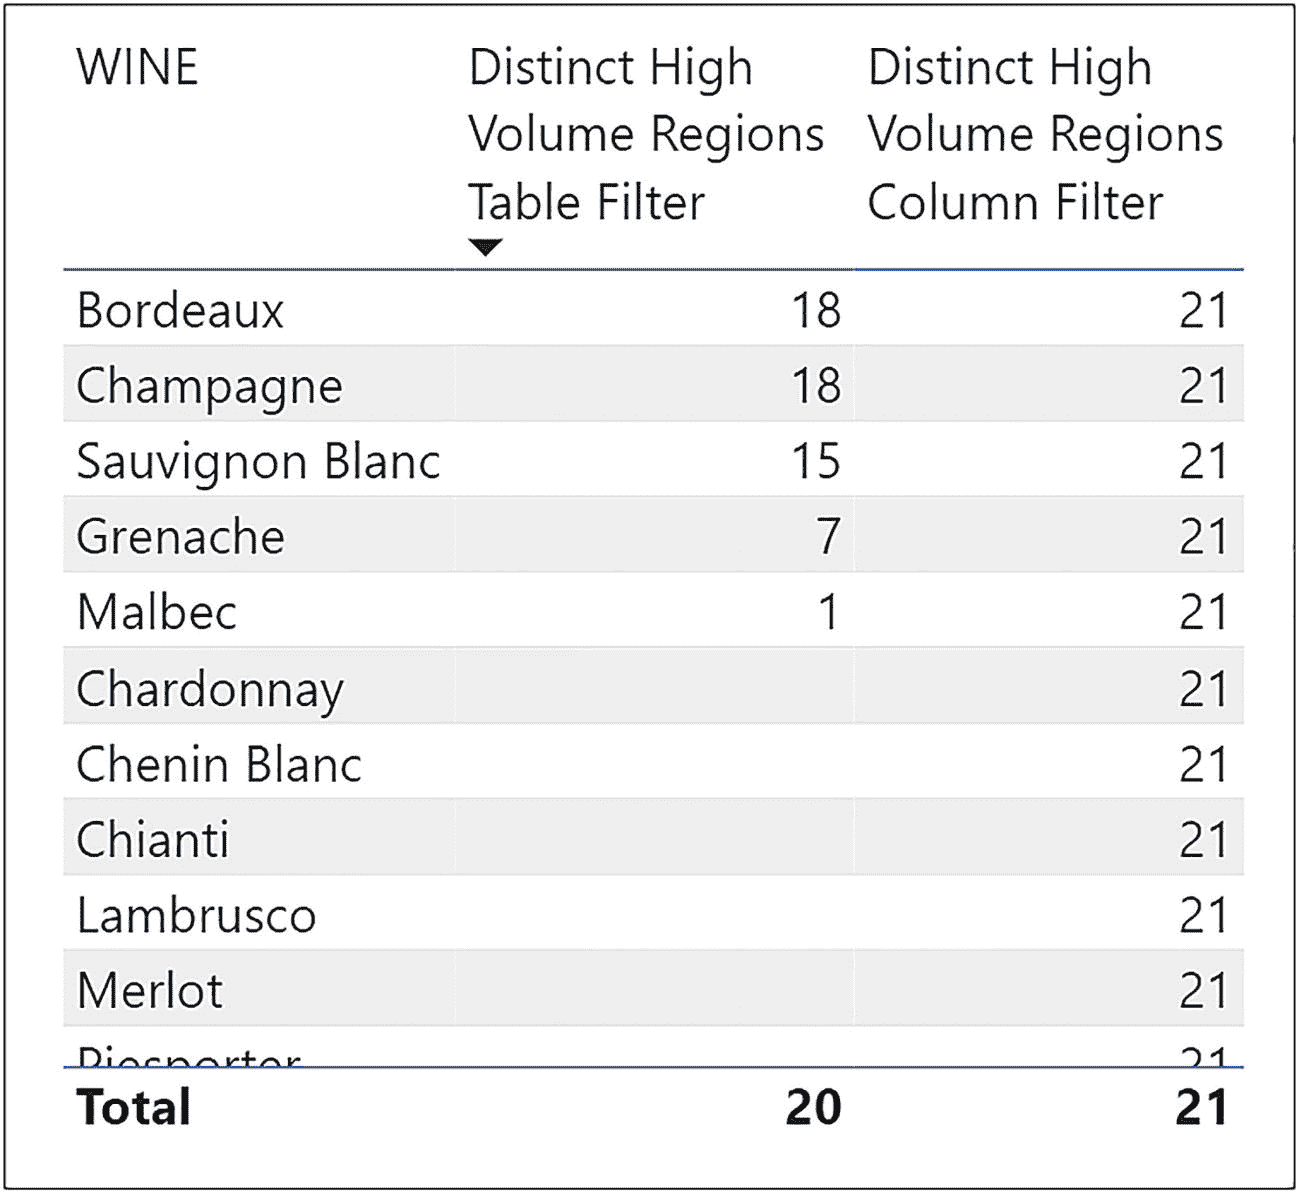 WINE Distinct High Distinct High
Volume Regions Volume Regions
Table Filter Column Filter
Bordeaux 18 21
Champagne 18 21
Sauvignon Blanc 15 21
Grenache 7 21
Malbec 1 21
Chardonnay 21
Chenin Blanc 21
Chianti 21
Lambrusco 21
Merlot 21
Piesporter 21
Total 20 21